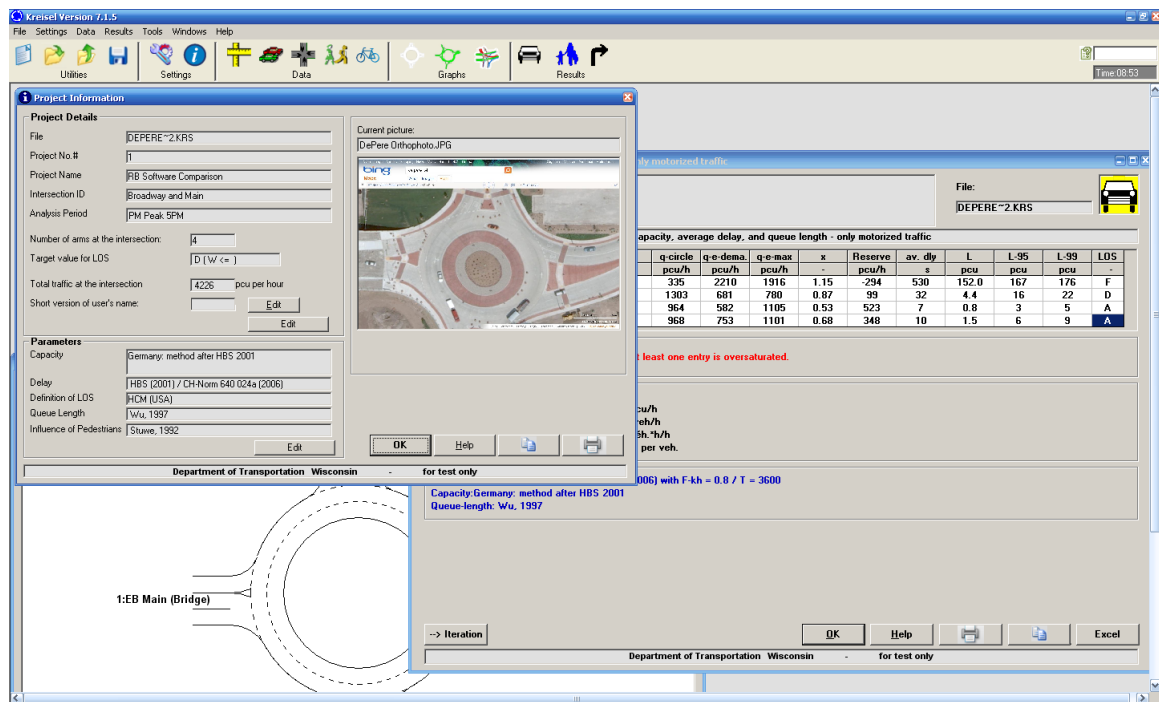 Kreisel Version 7.1.5
File Settings Data Results Tools Windows Help
Utilities Settings Data Graphs Results
Time:08:53
Project Information
Project Details
File DEPERE~2.KRS
Project No.# 1
Project Name RB Software Comparison
Intersection ID Broadway and Main
Analysis Period PM Peak 5PM
Number of arms at the intersection: 4
Target value for LOS D ( W <= )
Total traffic at the intersection 4226 pcu per hour
Short version of user's name: Edit
Edit
Parameters
Capacity Germany: method after HBS 2001
Delay HBS (2001) / CH-Norm 640 024a (2006)
Definition of LOS HCM (USA)
Queue Length Wu, 1997
Influence of Pedestrians Stuwe, 1992
Edit
Current picture:
DePere Orthophoto.JPG
bing
OK Help
Department of Transportation Wisconsin - for test only
only motorized traffic
File:
DEPERE~2.KRS
apacity, average delay, and queue length - only motorized traffic
q-circle q-e-dema. q-e-max x Reserve av. dly L L-95 L-99 LOS
pcu/h pcu/h pcu/h - pcu/h s pcu pcu pcu -
335 2210 1916 1.15 -294 530 152.0 167 176 F
1303 681 780 0.87 99 32 4.4 16 22 D
964 582 1105 0.53 523 7 0.8 3 5 A
968 753 1101 0.68 348 10 1.5 6 9 A
t least one entry is oversaturated.
cu/h
eh/h
eh.*h/h
per veh.
006) with F-kh = 0.8 / T = 3600
Capacity:Germany: method after HBS 2001
Queue-length: Wu, 1997
1:EB Main (Bridge)
--> Iteration OK Help Excel
Department of Transportation Wisconsin - for test only